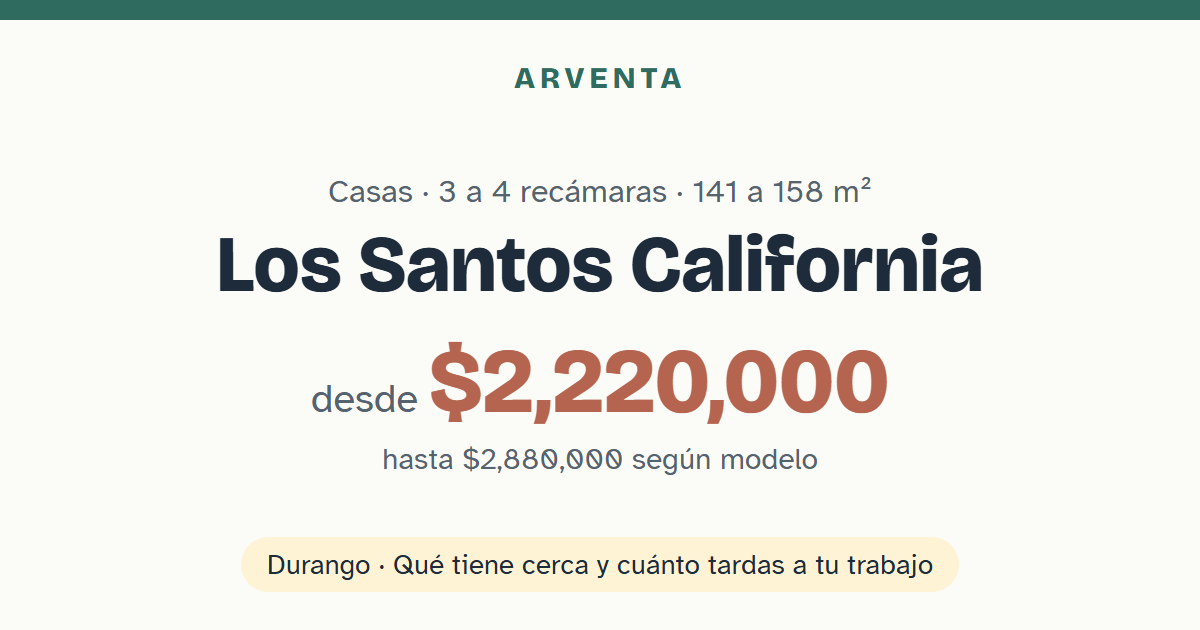 ARVENTA
Casas · 3 a 4 recámaras · 141 a 158 m²
Los Santos California
desde $2,220,000
hasta $2,880,000 según modelo
Durango · Qué tiene cerca y cuánto tardas a tu trabajo